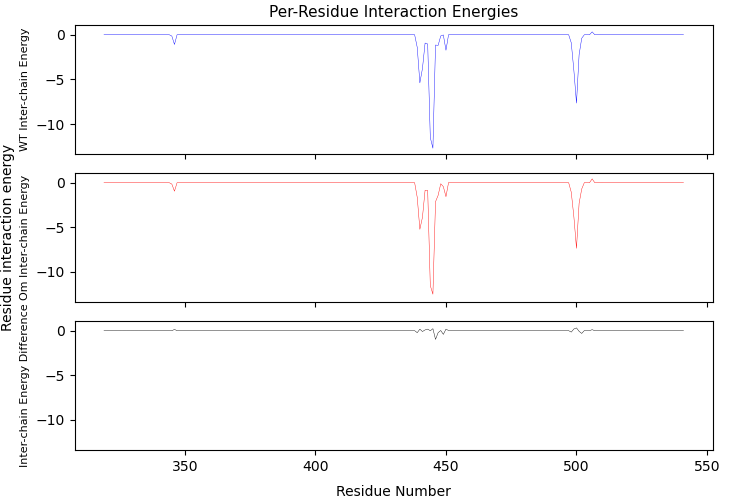 Per-Residue Interaction Energies
Residue interaction energy
WT Inter-chain Energy
0
−5
−10
Om Inter-chain Energy
0
−5
−10
Inter-chain Energy Difference
0
−5
−10
350
400
450
500
550
Residue Number